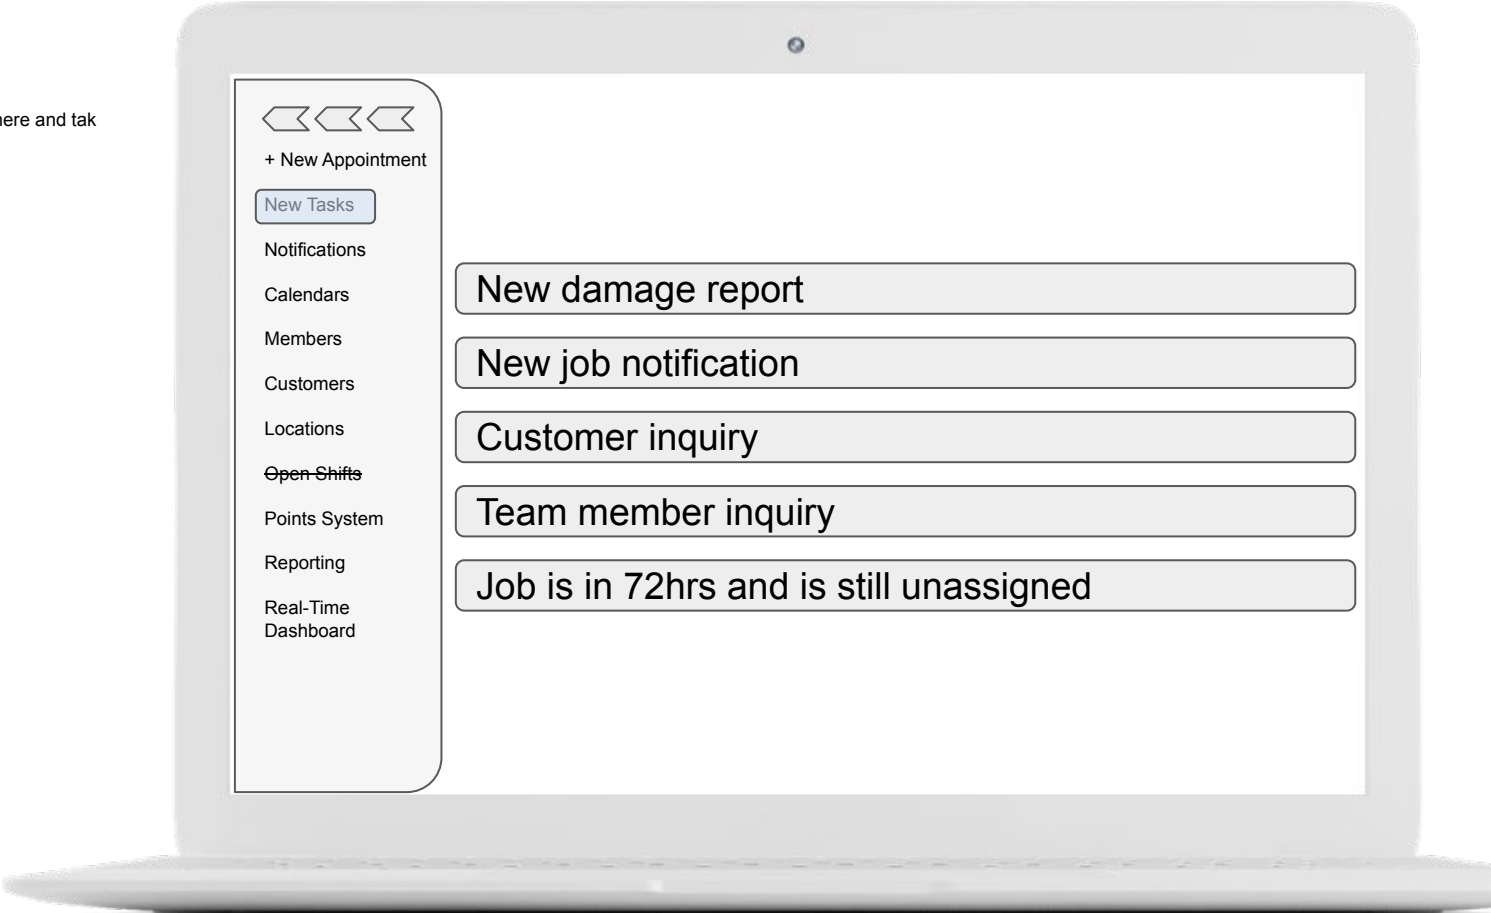 here and tak
+ New Appointment
New Tasks
Notifications
Calendars
Members
Customers
Locations
Open Shifts
Points System
Reporting
Real-Time
Dashboard
New damage report
New job notification
Customer inquiry
Team member inquiry
Job is in 72hrs and is still unassigned